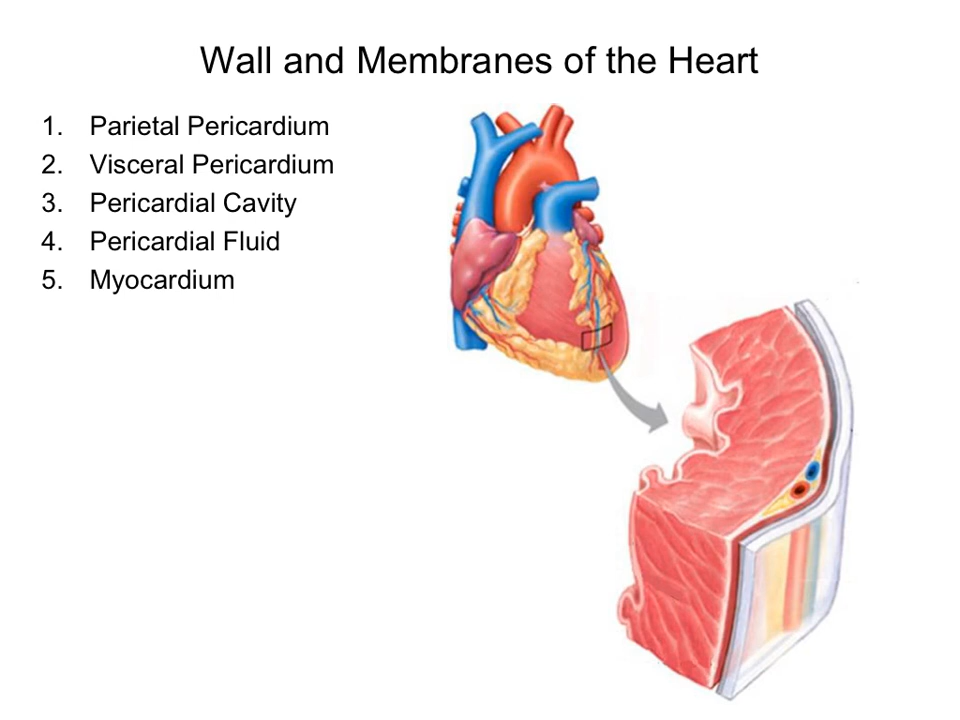 Wall and Membranes of the Heart
1. Parietal Pericardium
2. Visceral Pericardium
3. Pericardial Cavity
4. Pericardial Fluid
5. Myocardium